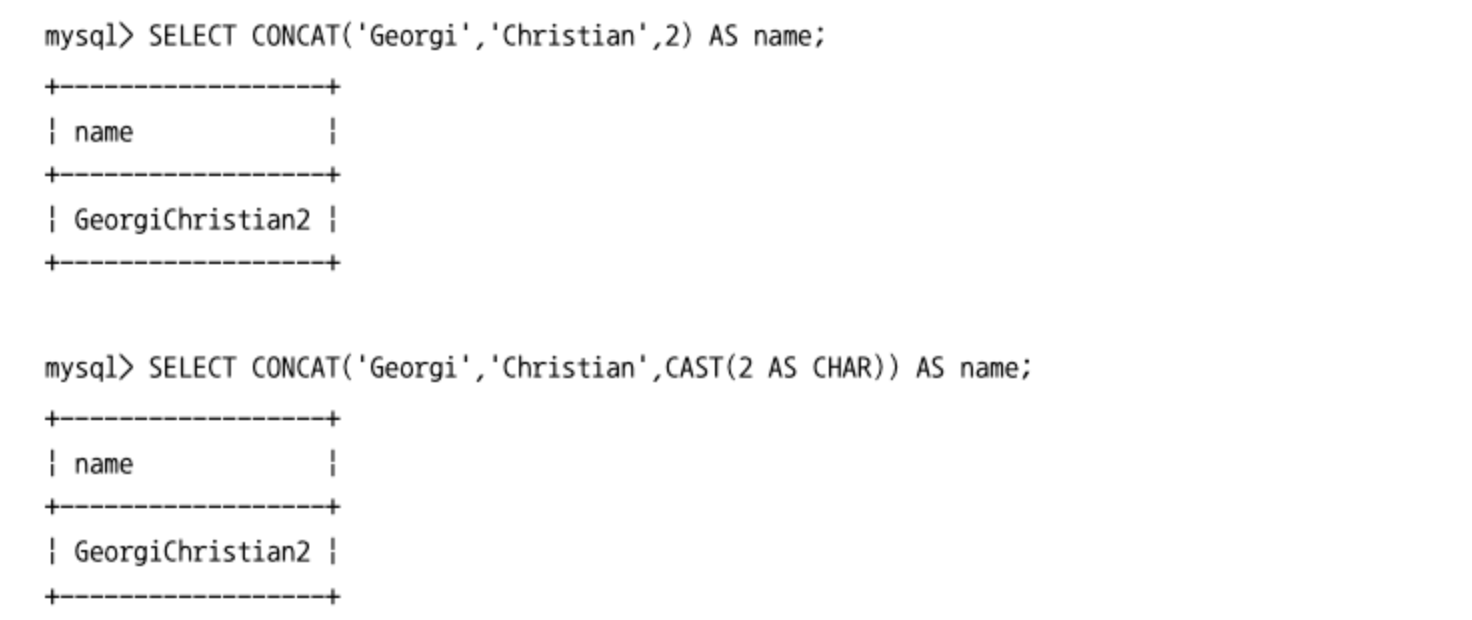 mysql> SELECT CONCAT('Georgi','Christian',2) AS name;
+------------------+
¦ name             ¦
+------------------+
¦ GeorgiChristian2 ¦
+------------------+
mysql> SELECT CONCAT('Georgi','Christian',CAST(2 AS CHAR)) AS name;
+------------------+
¦ name             ¦
+------------------+
¦ GeorgiChristian2 ¦
+------------------+